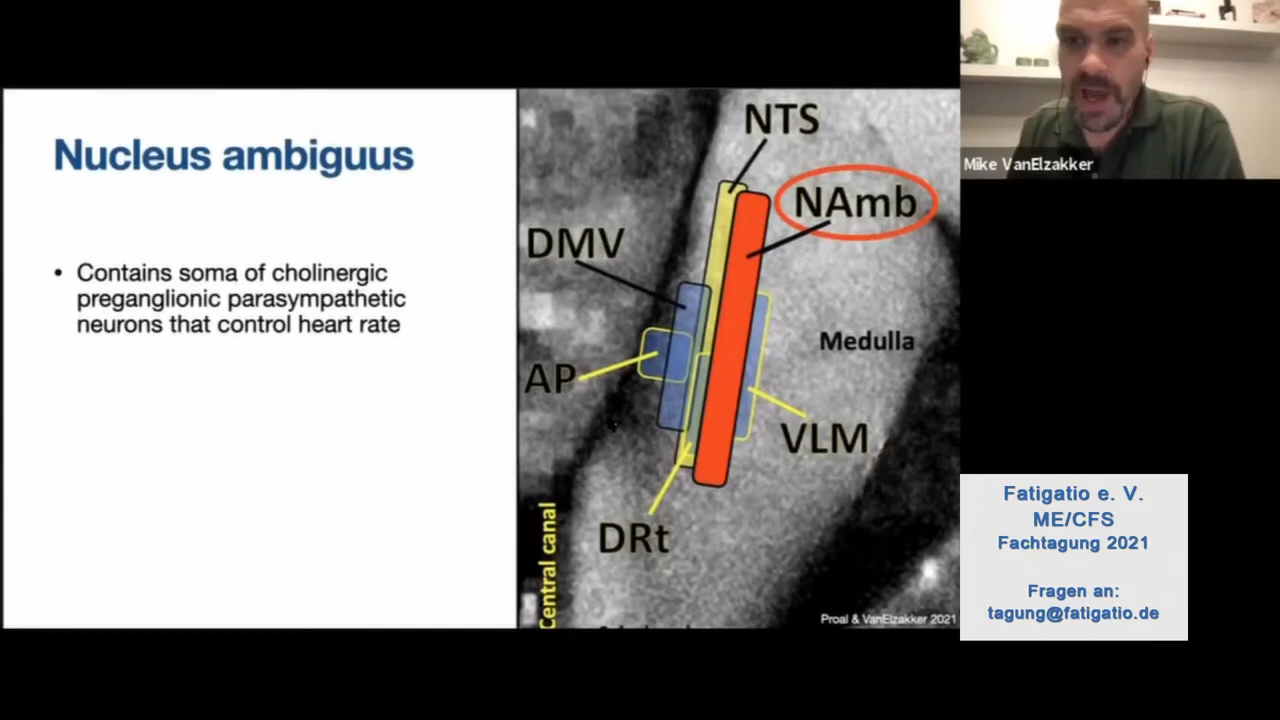 Nucleus ambiguus
• Contains soma of cholinergic
preganglionic parasympathetic
neurons that control heart rate
NTS
NAmb
DMV
Medulla
AP
VLM
DRt
Central canal
Proal & VanElzakker 2021
Mike VanElzakker
Fatigatio e. V.
ME/CFS
Fachtagung 2021
Fragen an:
tagung@fatigatio.de